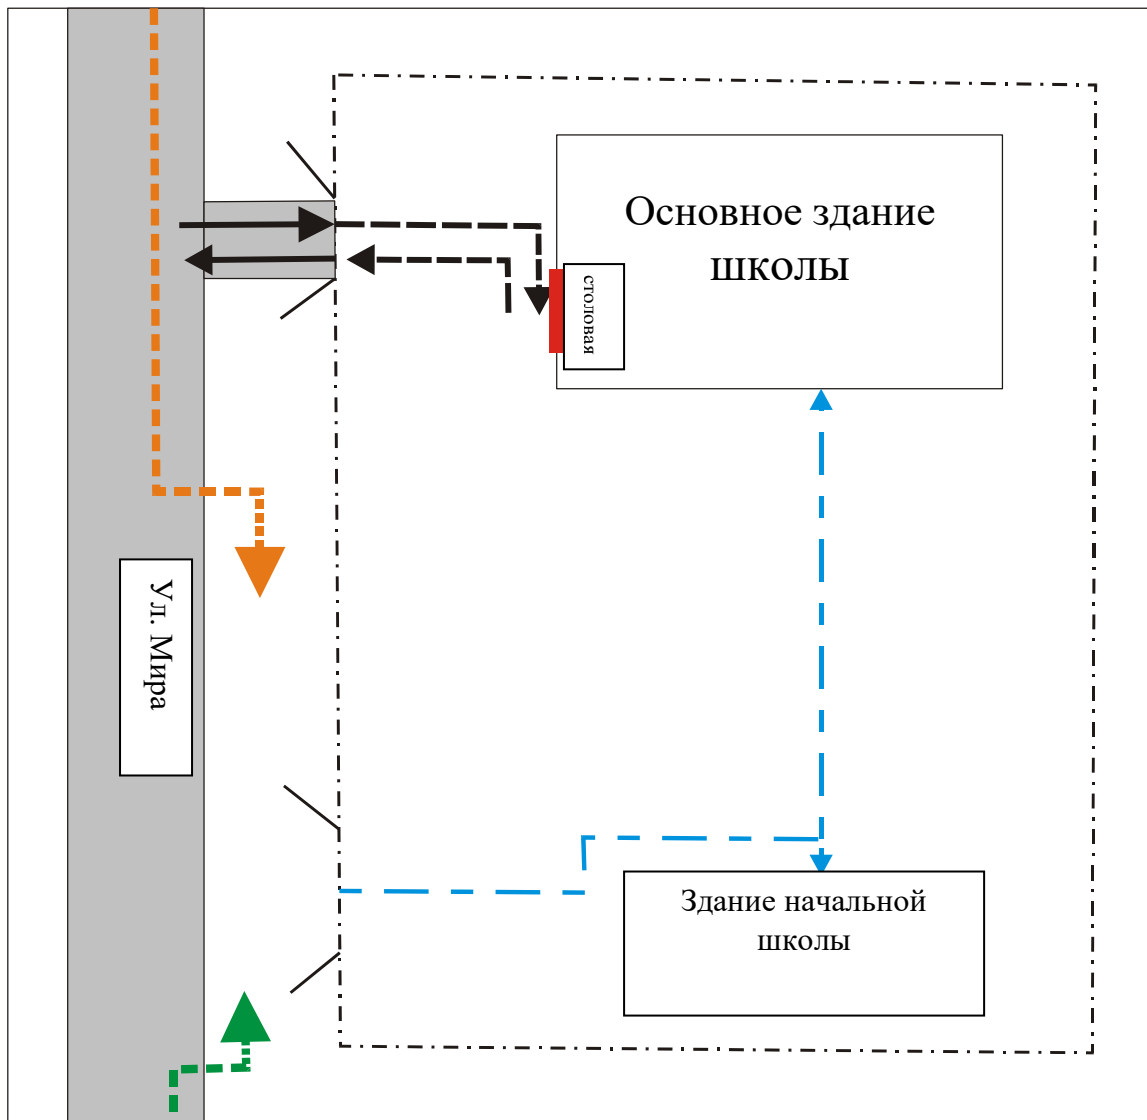 Основное здание
школы
столовая
Ул. Мира
Здание начальной
школы